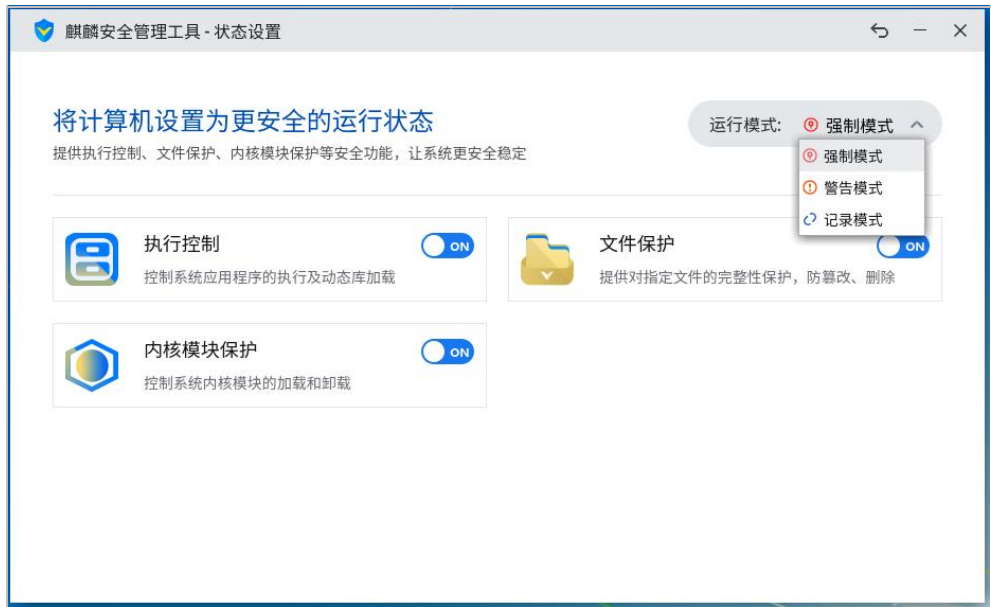 麒麟安全管理工具 - 状态设置
将计算机设置为更安全的运行状态
提供执行控制、文件保护、内核模块保护等安全功能，让系统更安全稳定
运行模式: 强制模式
强制模式
警告模式
记录模式
执行控制 ON
控制系统应用程序的执行及动态库加载
文件保护 ON
提供对指定文件的完整性保护，防篡改、删除
内核模块保护 ON
控制系统内核模块的加载和卸载